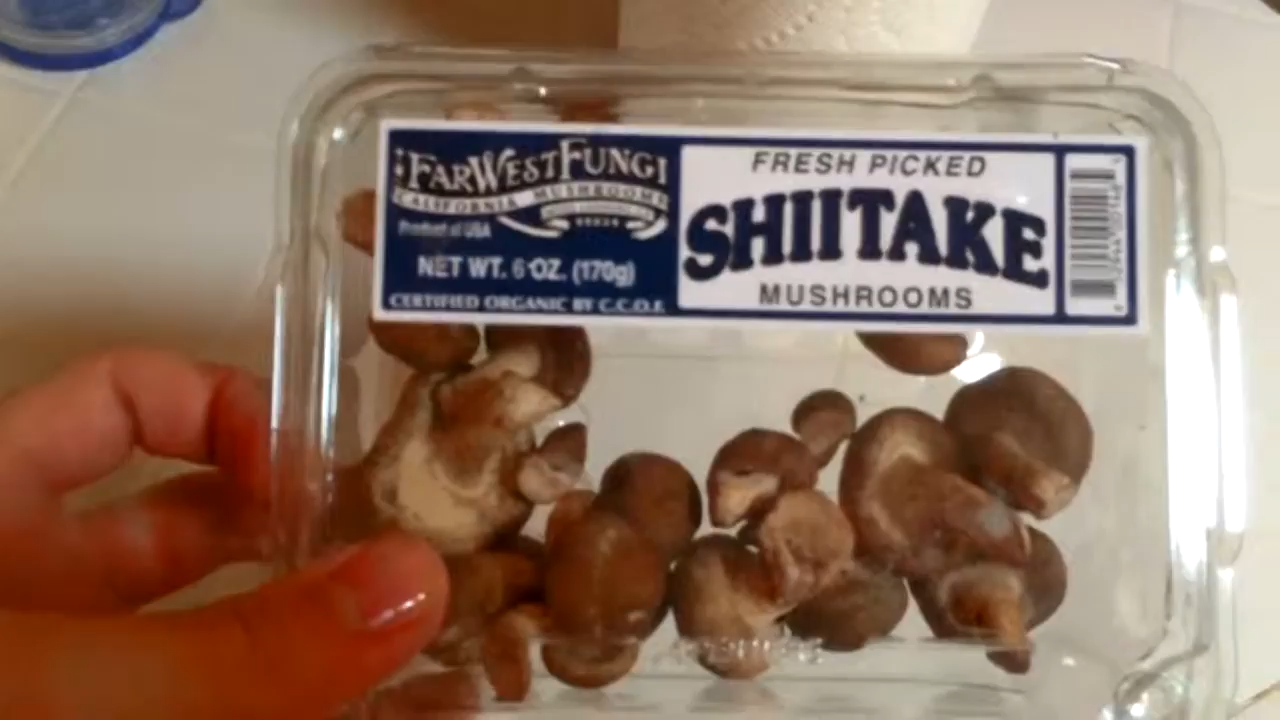 FARWESTFUNGI
CALIFORNIA MUSHROOMS
Product of USA
NET WT. 6 OZ. (170g)
CERTIFIED ORGANIC BY C.C.O.F.
FRESH PICKED
SHIITAKE
MUSHROOMS